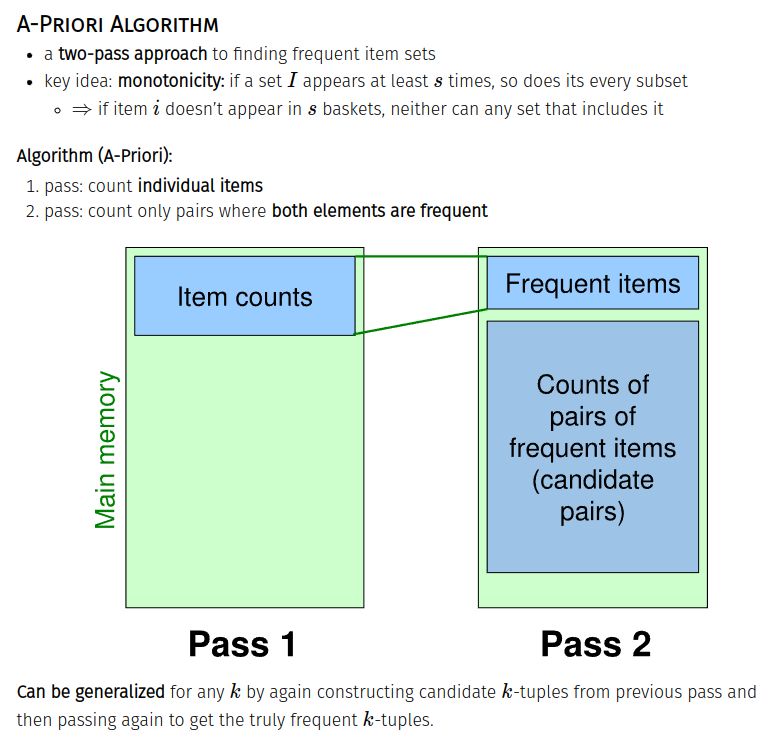 A-Priori Algorithm
• a two-pass approach to finding frequent item sets
• key idea: monotonicity: if a set I appears at least s times, so does its every subset
◦ ⇒ if item i doesn't appear in s baskets, neither can any set that includes it
Algorithm (A-Priori):
1. pass: count individual items
2. pass: count only pairs where both elements are frequent
Main memory
Item counts
Pass 1
Frequent items
Counts of
pairs of
frequent items
(candidate
pairs)
Pass 2
Can be generalized for any k by again constructing candidate k-tuples from previous pass and
then passing again to get the truly frequent k-tuples.